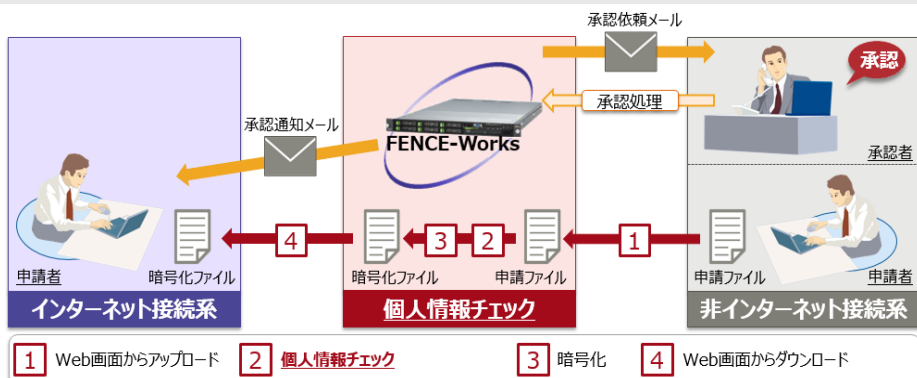 承認依頼メール
承認
承認処理
承認通知メール
FENCE-Works
承認者
4
3
2
1
申請者
暗号化ファイル
暗号化ファイル
申請ファイル
申請ファイル
申請者
インターネット接続系
個人情報チェック
非インターネット接続系
1 Web画面からアップロード 2 個人情報チェック 3 暗号化 4 Web画面からダウンロード